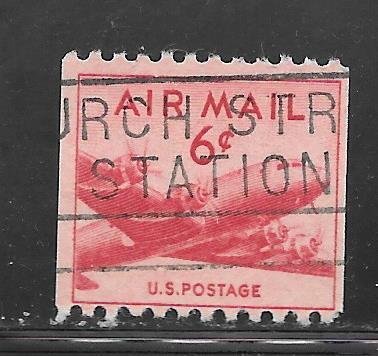 AIR MAIL
URCH STR
6¢
STATION
U.S. POSTAGE